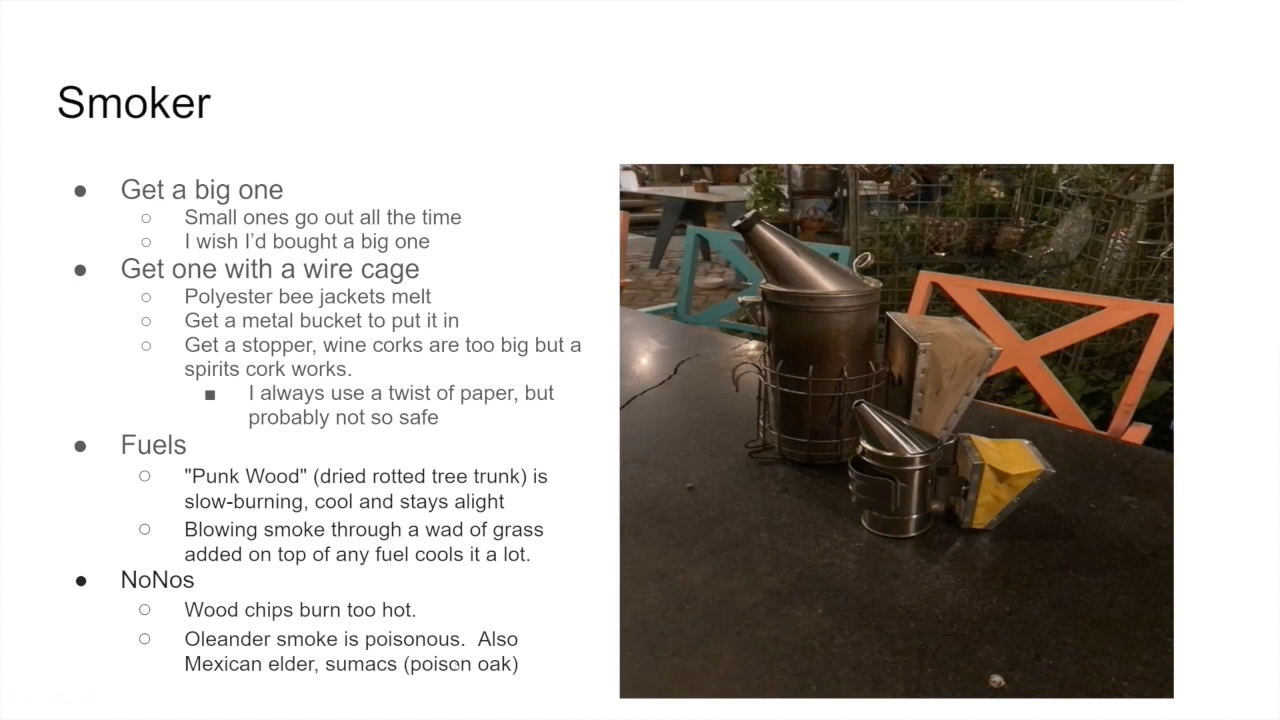 Smoker
● Get a big one
○ Small ones go out all the time
○ I wish I'd bought a big one
● Get one with a wire cage
○ Polyester bee jackets melt
○ Get a metal bucket to put it in
○ Get a stopper, wine corks are too big but a
spirits cork works.
■ I always use a twist of paper, but
probably not so safe
● Fuels
○ "Punk Wood" (dried rotted tree trunk) is
slow-burning, cool and stays alight
○ Blowing smoke through a wad of grass
added on top of any fuel cools it a lot.
● NoNos
○ Wood chips burn too hot.
○ Oleander smoke is poisonous.  Also
Mexican elder, sumacs (poison oak)